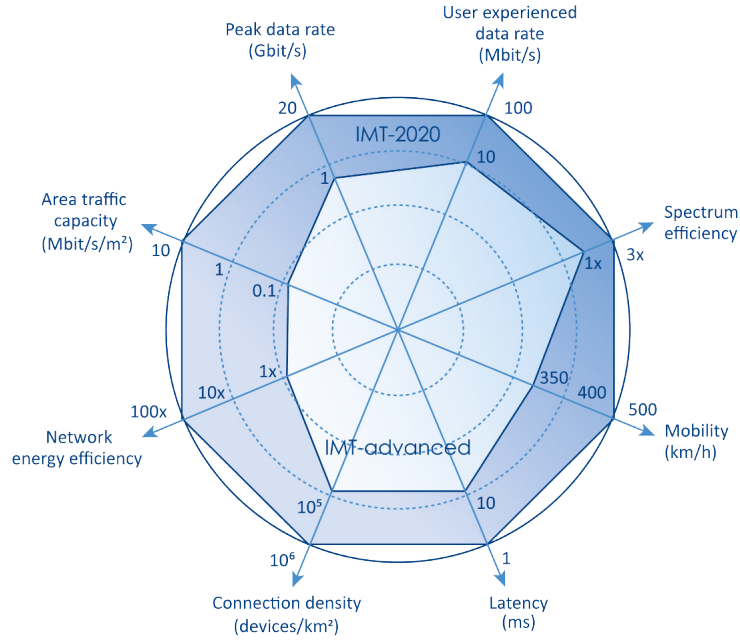 User experienced
data rate
(Mbit/s)
Peak data rate
(Gbit/s)
20
100
IMT-2020
10
1
Area traffic
capacity
(Mbit/s/m²)
Spectrum
efficiency
10
1
0.1
1x
3x
1x
10x
100x
350
400
500
Network
energy efficiency
Mobility
(km/h)
IMT-advanced
10⁵
10
10⁶
1
Connection density
(devices/km²)
Latency
(ms)